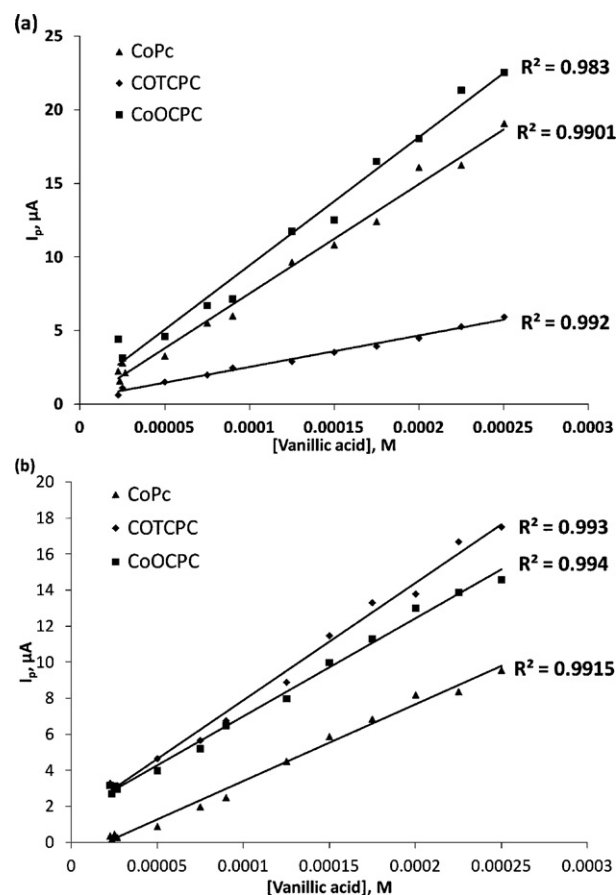 (a)
25
20
15
10
5
0
Iₚ, µA
▲ CoPc
◆ COTCPC
■ CoOCPC
R² = 0.983
R² = 0.9901
R² = 0.992
0 0.00005 0.0001 0.00015 0.0002 0.00025 0.0003
[Vanillic acid], M
(b)
20
18
16
14
12
10
8
6
4
2
0
Iₚ, µA
▲ CoPc
◆ COTCPC
■ CoOCPC
R² = 0.993
R² = 0.994
R² = 0.9915
0 0.00005 0.0001 0.00015 0.0002 0.00025 0.0003
[Vanillic acid], M